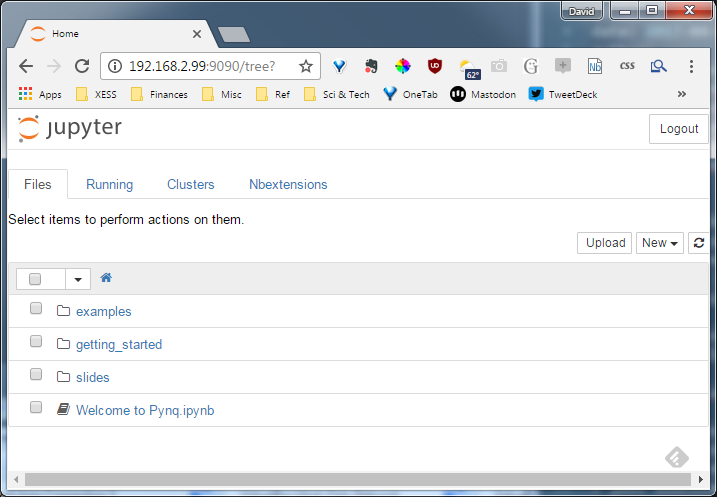 David
Home
192.168.2.99:9090/tree?
62°
Nb
css
Apps XESS Finances Misc Ref Sci & Tech OneTab Mastodon TweetDeck »
jupyter
Logout
Files Running Clusters Nbextensions
Select items to perform actions on them.
Upload New
examples
getting_started
slides
Welcome to Pynq.ipynb